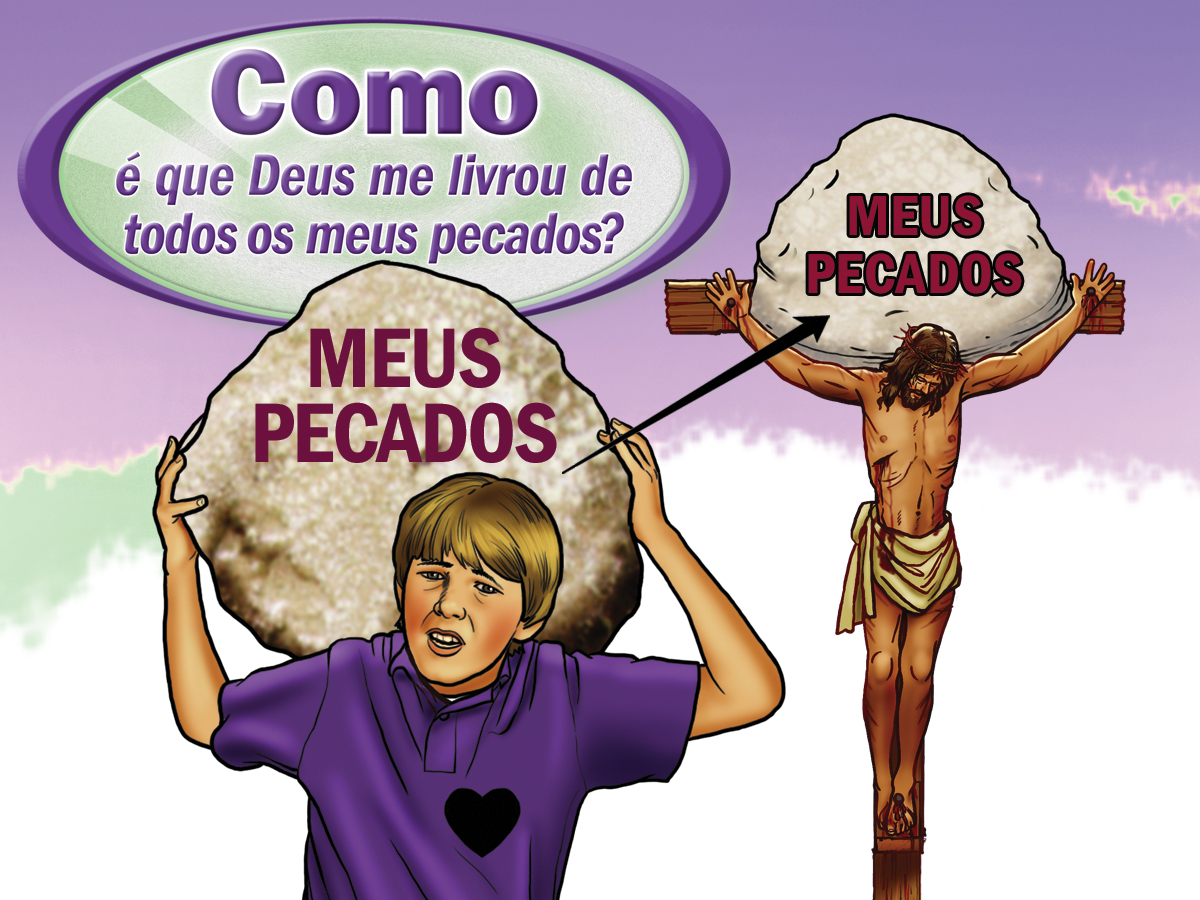 Como
é que Deus me livrou de
todos os meus pecados?
MEUS
PECADOS
MEUS
PECADOS